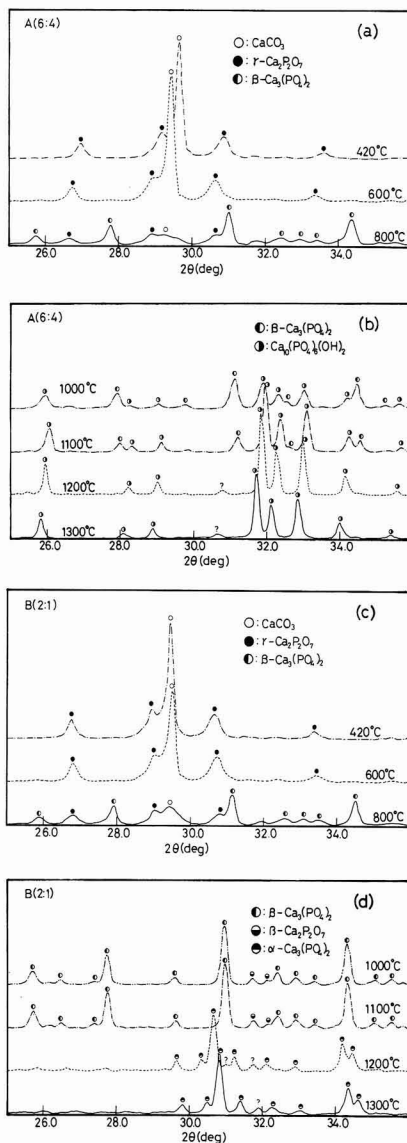 A(6:4)
(a)
○: CaCO₃
●: r-Ca₂P₂O₇
◐: β-Ca₃(PO₄)₂
420°C
600°C
800°C
26.0 28.0 30.0 32.0 34.0
2θ(deg)
A(6:4)
(b)
◐: β-Ca₃(PO₄)₂
◑: Ca₁₀(PO₄)₆(OH)₂
1000°C
1100°C
1200°C
?
1300°C
?
26.0 28.0 30.0 32.0 34.0
2θ(deg)
B(2:1)
(c)
○: CaCO₃
●: r-Ca₂P₂O₇
◐: β-Ca₃(PO₄)₂
420°C
600°C
800°C
26.0 28.0 30.0 32.0 34.0
2θ(deg)
B(2:1)
(d)
◐: β-Ca₃(PO₄)₂
◒: β-Ca₂P₂O₇
◓: α-Ca₃(PO₄)₂
1000°C
1100°C
? ?
1200°C
?
1300°C
26.0 28.0 30.0 32.0 34.0
2θ(deg)